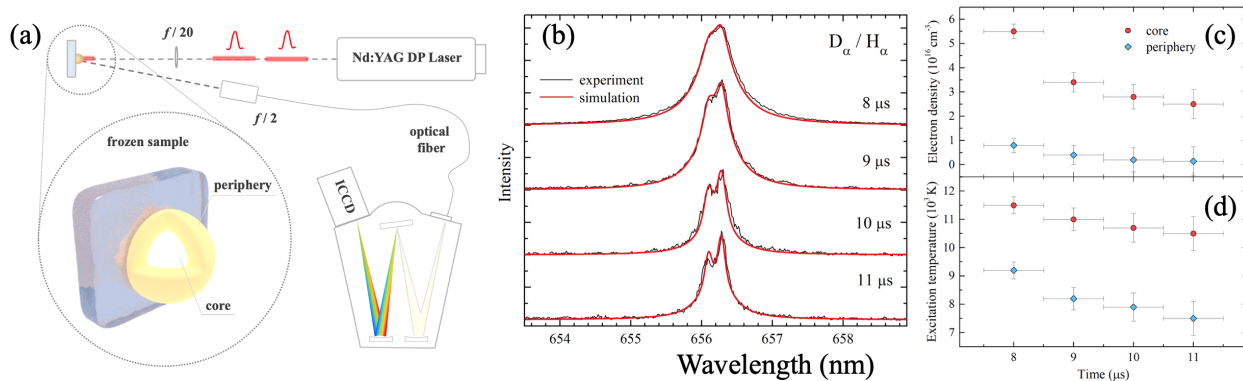 (a)
f / 20
Nd:YAG DP Laser
f / 2
frozen sample
periphery
core
optical
fiber
ICCD
(b)
Dα / Hα
experiment
simulation
8 μs
9 μs
10 μs
11 μs
Intensity
654 655 656 657 658
Wavelength (nm)
(c)
core
periphery
Electron density (10¹⁶ cm⁻³)
6
5
4
3
2
1
0
(d)
Excitation temperature (10³ K)
12
11
10
9
8
7
8 9 10 11
Time (μs)